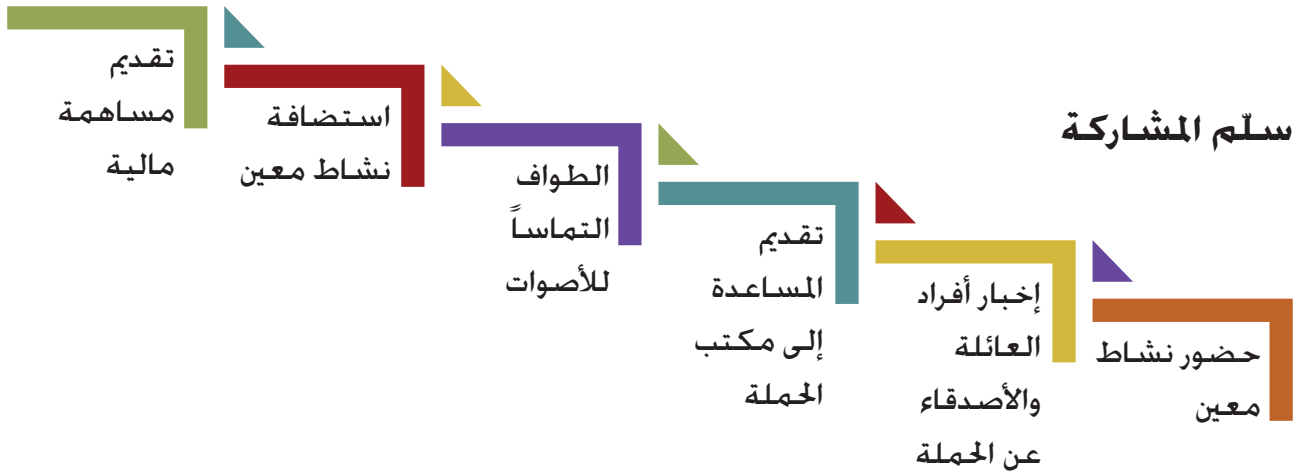 سلّم المشاركة
حضور نشاط
معين
إخبار أفراد
العائلة
والأصدقاء
عن الحملة
تقديم
المساعدة
إلى مكتب
الحملة
الطواف
التماساً
للأصوات
استضافة
نشاط معين
تقديم
مساهمة
مالية